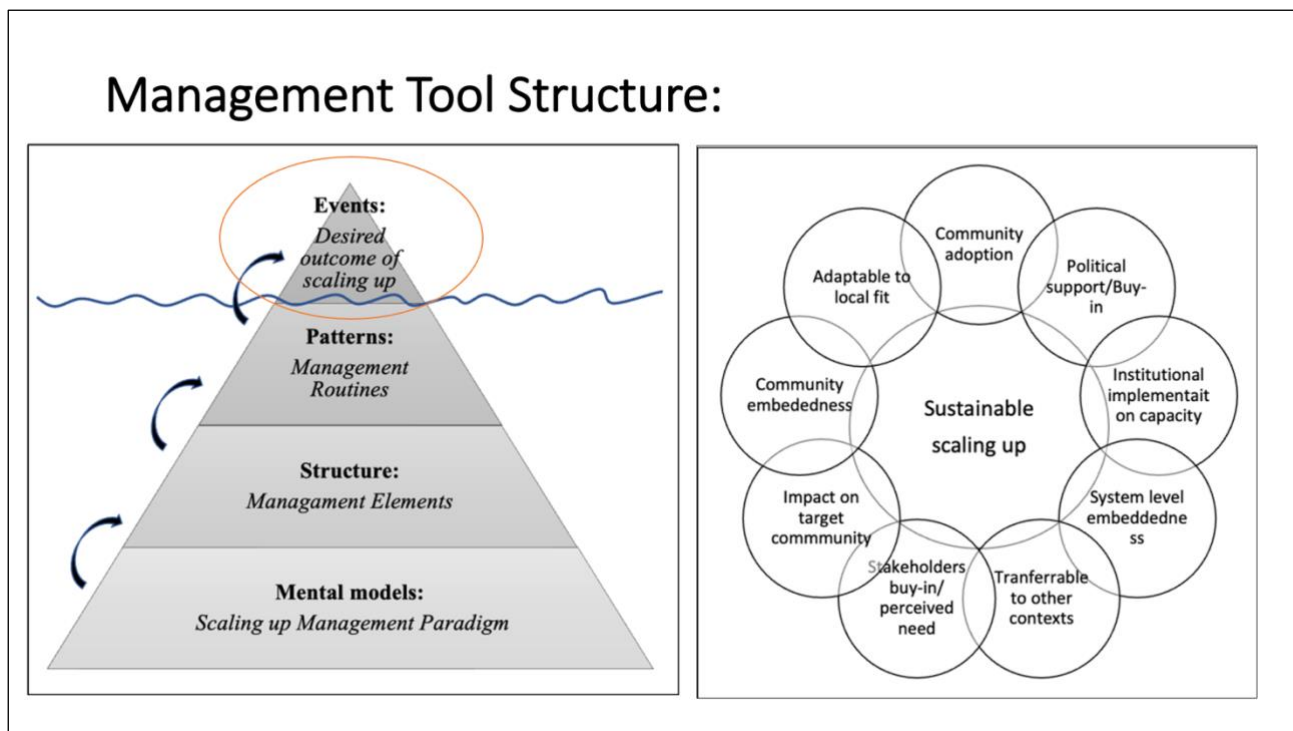 Management Tool Structure:
Events:
Desired
outcome of
scaling up
Patterns:
Management
Routines
Structure:
Managament Elements
Mental models:
Scaling up Management Paradigm
Community
adoption
Political
support/Buy-
in
Institutional
implementait
on capacity
System level
embeddedne
ss
Tranferrable
to other
contexts
Stakeholders
buy-in/
perceived
need
Impact on
target
commmunity
Community
embededness
Adaptable to
local fit
Sustainable
scaling up